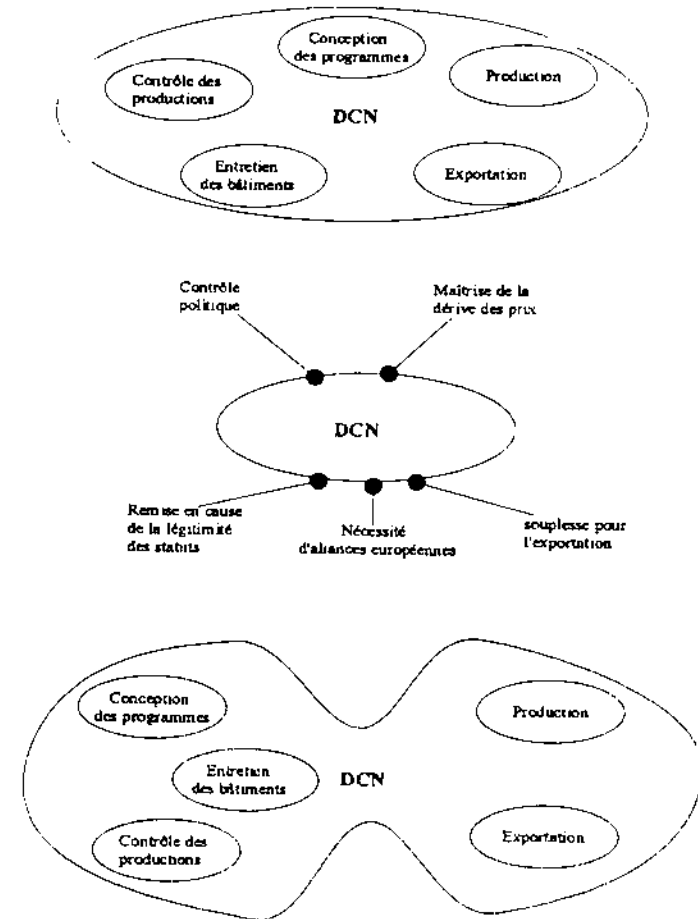 Conception
des programmes
Contrôle des
productions
Production
DCN
Entretien
des bâtiments
Exportation
Contrôle
politique
Maîtrise de la
dérive des prix
DCN
Remise en cause
de la légitimité
des statuts
Nécessité
d'aliances européennes
souplesse pour
l'exportation
Conception
des programmes
Production
Entretien
des bâtiments
DCN
Contrôle des
productions
Exportation